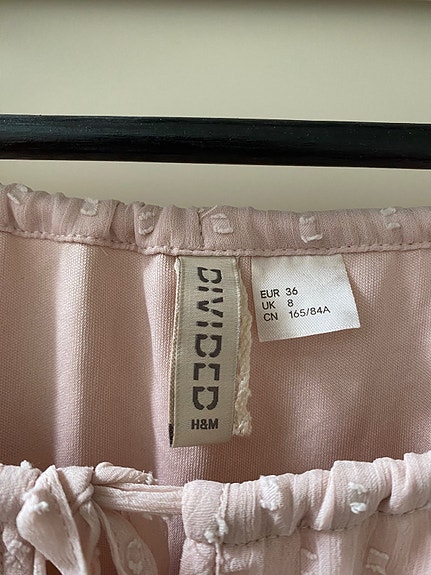 DIVIDED
H&M
EUR 36
UK 8
CN 165/84A